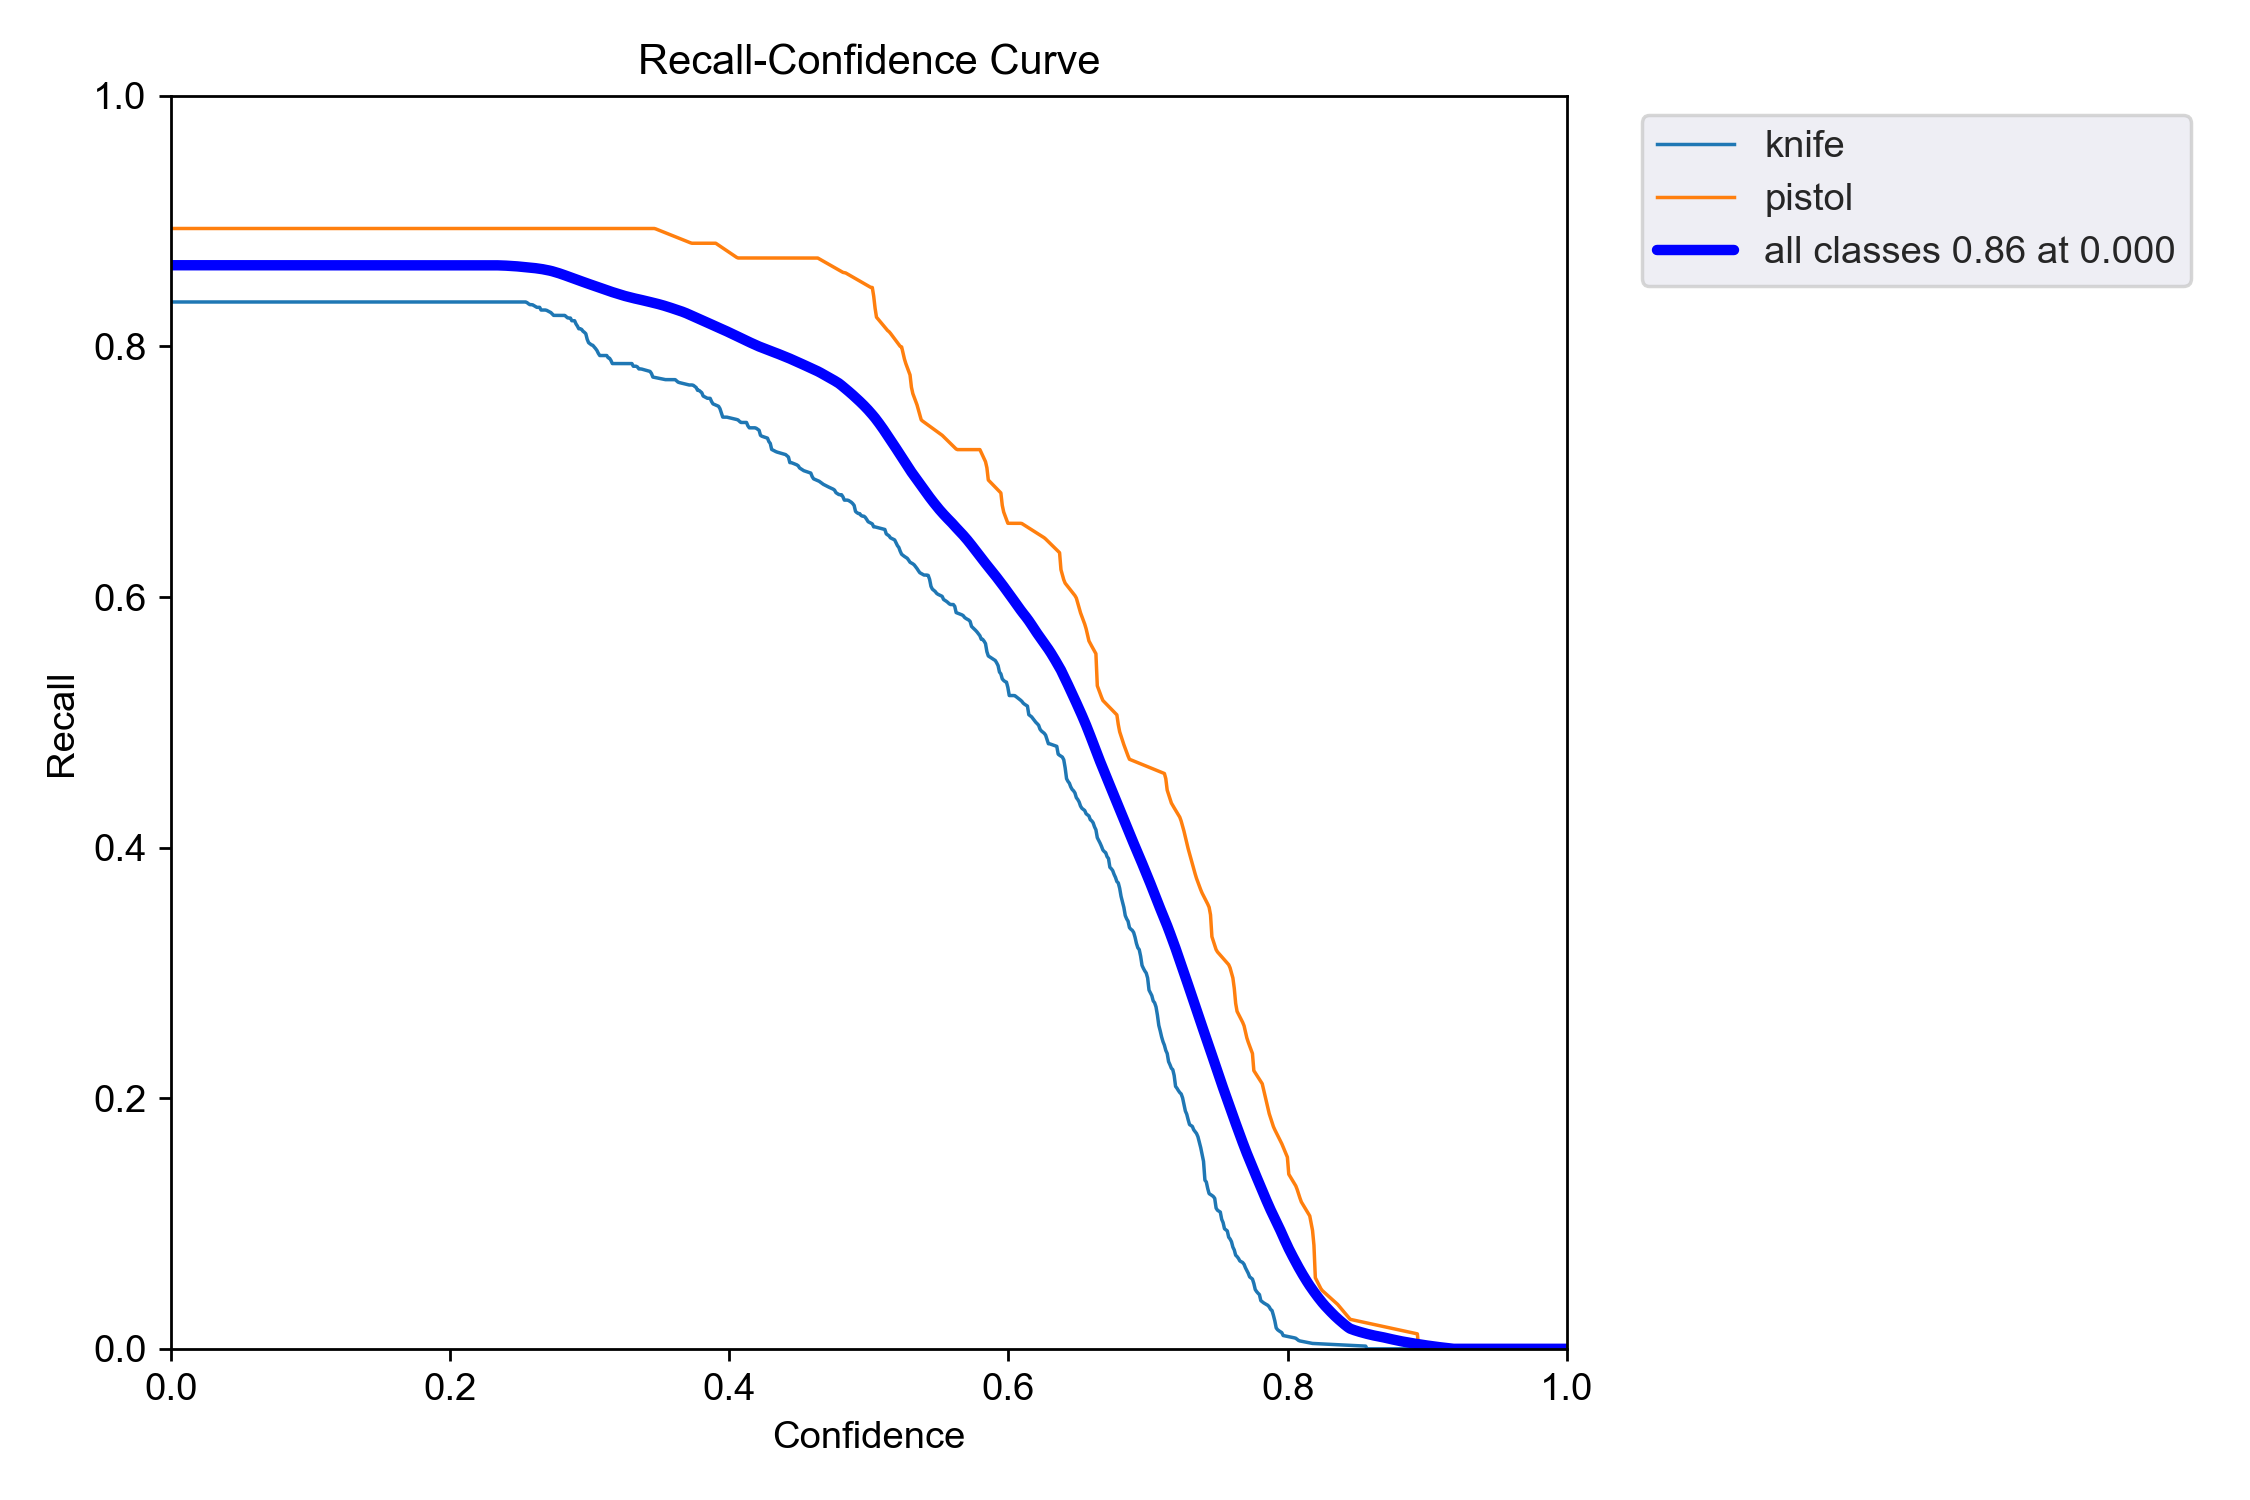 Recall-Confidence Curve
1.0
0.8
0.6
0.4
0.2
0.0
Recall
0.0 0.2 0.4 0.6 0.8 1.0
Confidence
knife
pistol
all classes 0.86 at 0.000